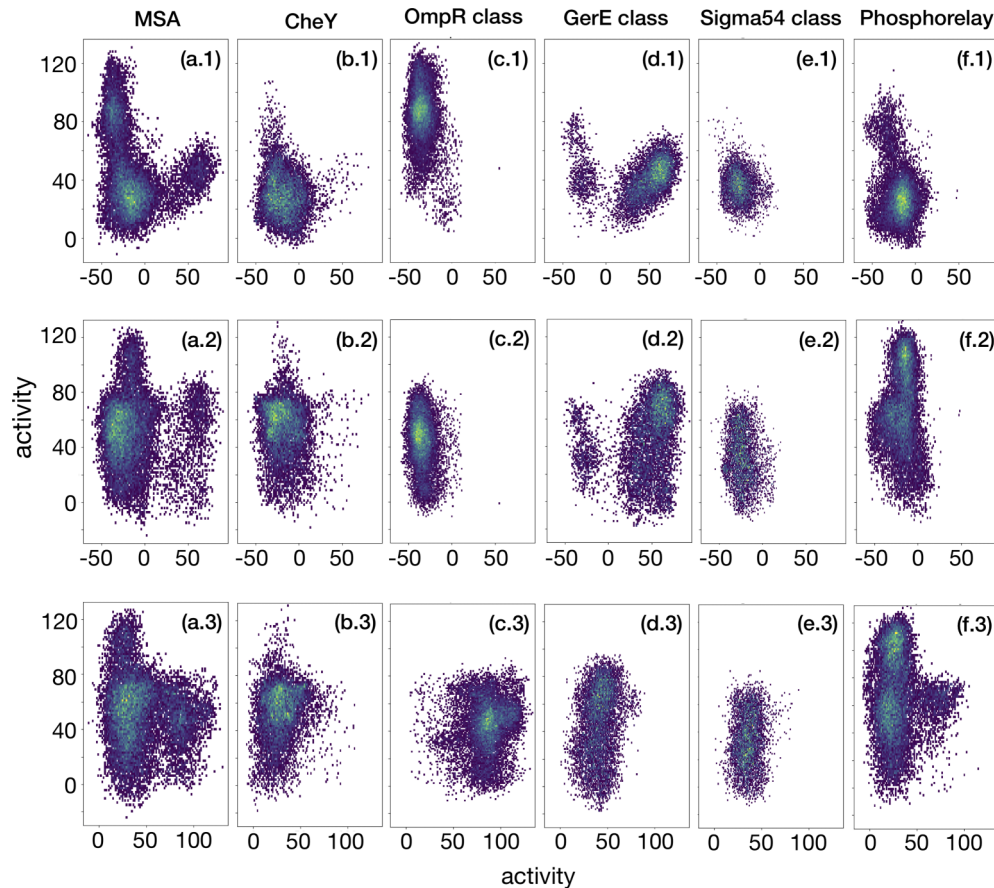 MSA CheY OmpR class GerE class Sigma54 class Phosphorelay
(a.1) (b.1) (c.1) (d.1) (e.1) (f.1)
120
80
40
0
-50 0 50 -50 0 50 -50 0 50 -50 0 50 -50 0 50 -50 0 50
(a.2) (b.2) (c.2) (d.2) (e.2) (f.2)
120
80
40
0
activity
-50 0 50 -50 0 50 -50 0 50 -50 0 50 -50 0 50 -50 0 50
(a.3) (b.3) (c.3) (d.3) (e.3) (f.3)
120
80
40
0
0 50 100 0 50 100 0 50 100 0 50 100 0 50 100 0 50 100
activity